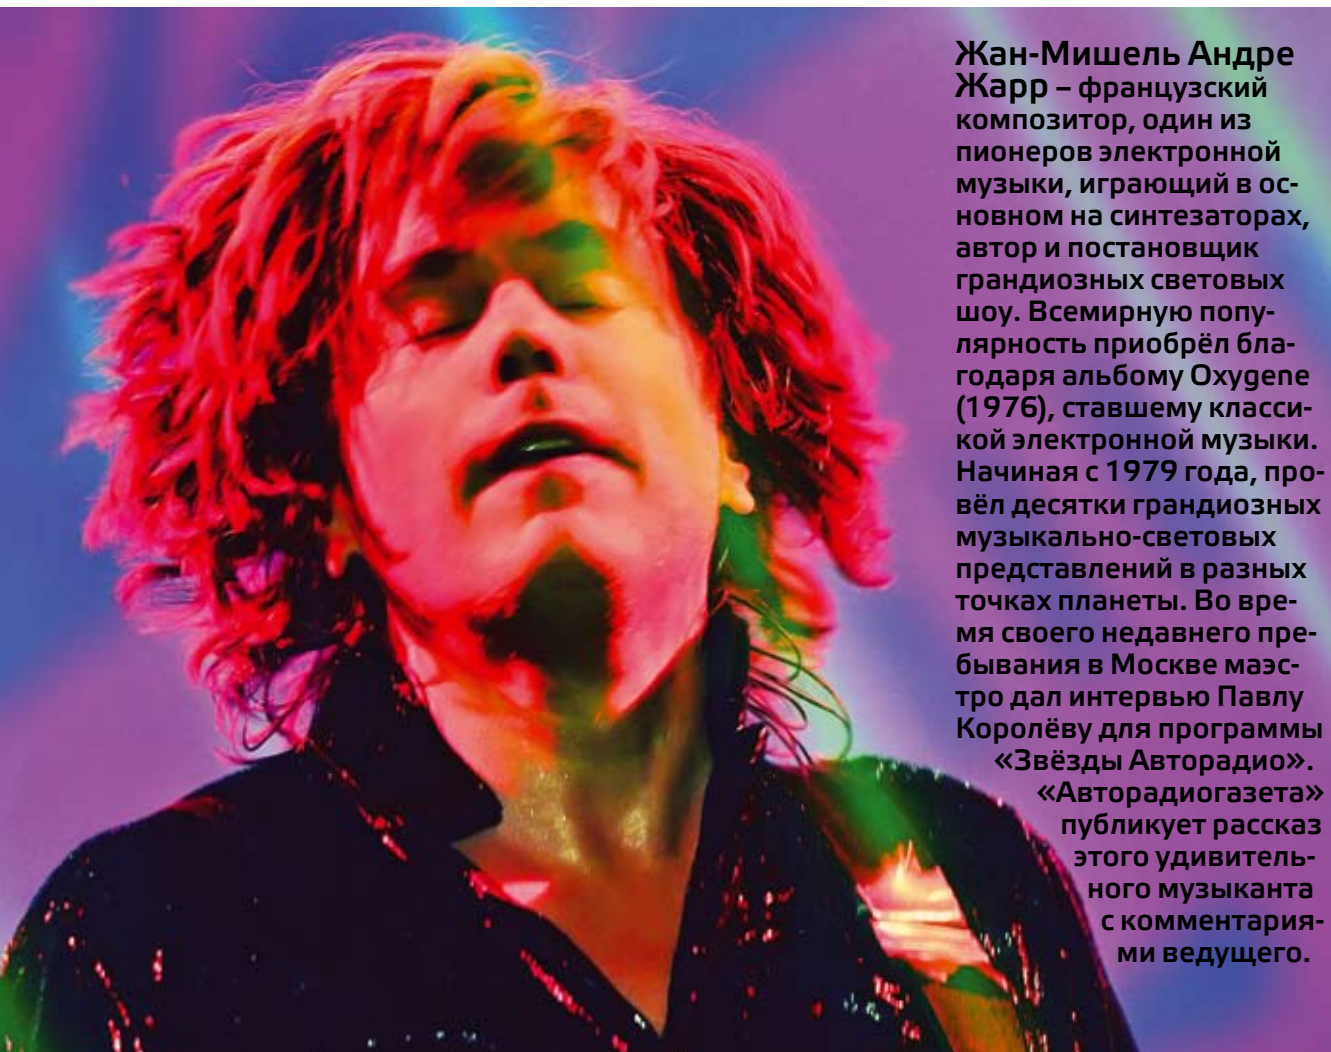 Жан-Мишель Андре
Жарр – французский
композитор, один из
пионеров электронной
музыки, играющий в ос-
новном на синтезаторах,
автор и постановщик
грандиозных световых
шоу. Всемирную попу-
лярность приобрёл бла-
годаря альбому Oxygene
(1976), ставшему класси-
кой электронной музыки.
Начиная с 1979 года, про-
вёл десятки грандиозных
музыкально-световых
представлений в разных
точках планеты. Во вре-
мя своего недавнего пре-
бывания в Москве маэс-
тро дал интервью Павлу
Королёву для программы
«Звёзды Авторадио».
«Авторадиогазета»
публикует рассказ
этого удивитель-
ного музыканта
с комментария-
ми ведущего.